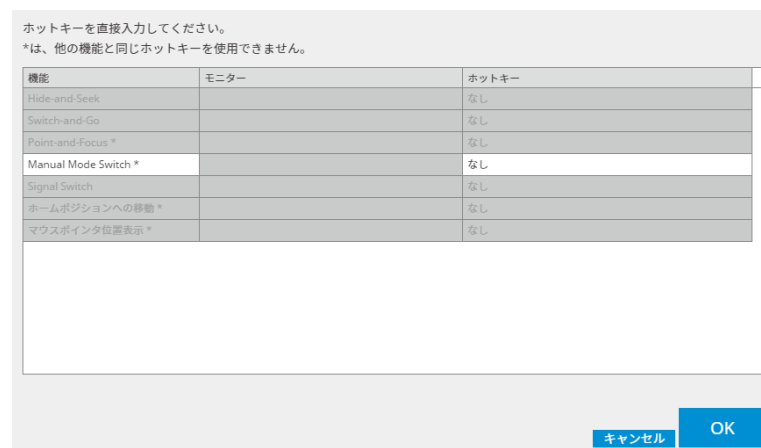 ホットキーを直接入力してください。
*は、他の機能と同じホットキーを使用できません。
機能 モニター ホットキー
Hide-and-Seek なし
Switch-and-Go なし
Point-and-Focus * なし
Manual Mode Switch * なし
Signal Switch なし
ホームポジションへの移動 * なし
マウスポインタ位置表示 * なし
キャンセル OK